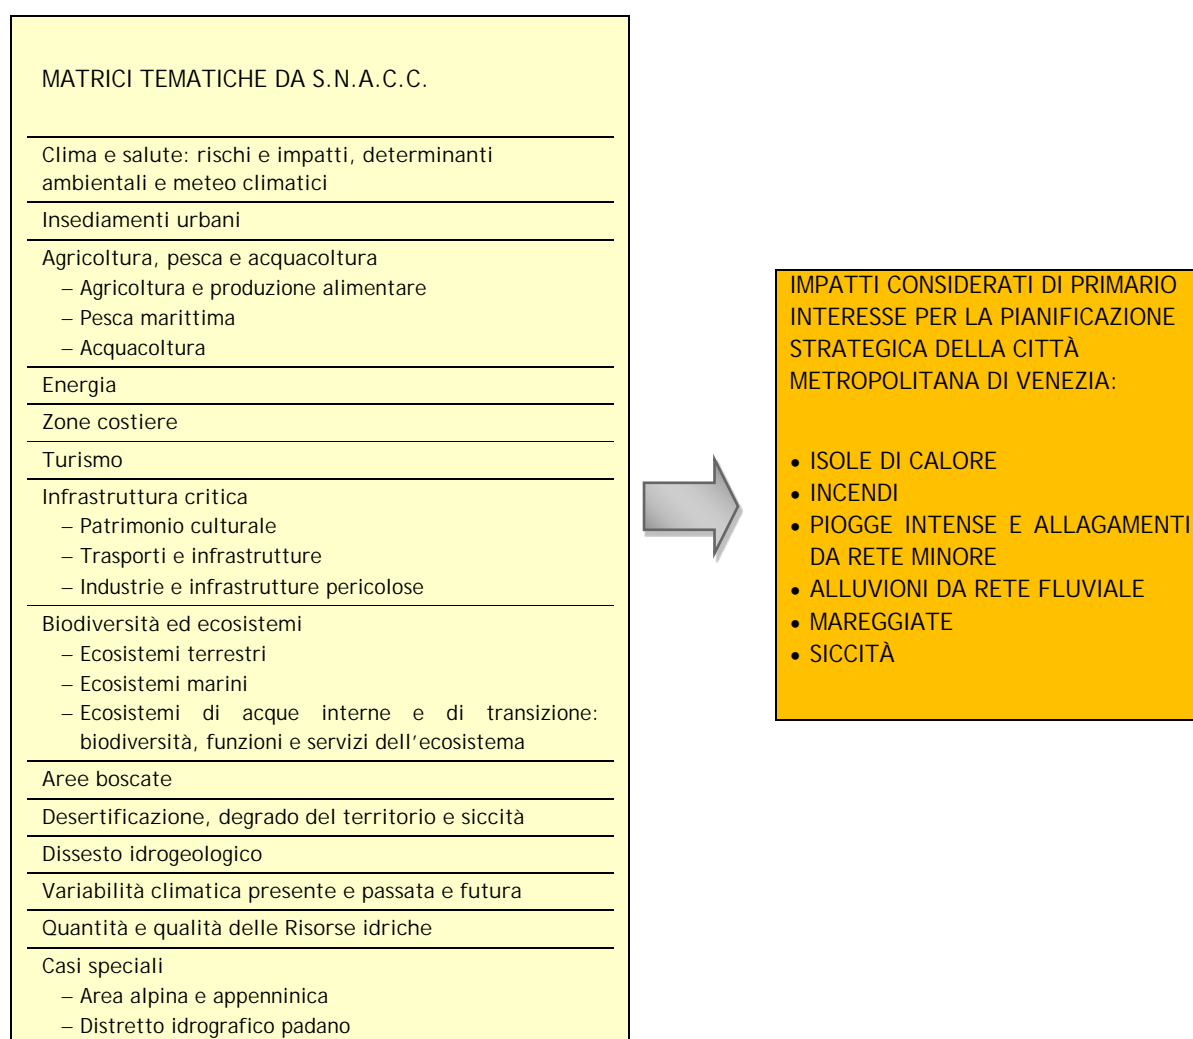 MATRICI TEMATICHE DA S.N.A.C.C.
Clima e salute: rischi e impatti, determinanti
ambientali e meteo climatici
Insediamenti urbani
Agricoltura, pesca e acquacoltura
– Agricoltura e produzione alimentare
– Pesca marittima
– Acquacoltura
Energia
Zone costiere
Turismo
Infrastruttura critica
– Patrimonio culturale
– Trasporti e infrastrutture
– Industrie e infrastrutture pericolose
Biodiversità ed ecosistemi
– Ecosistemi terrestri
– Ecosistemi marini
– Ecosistemi di acque interne e di transizione:
biodiversità, funzioni e servizi dell'ecosistema
Aree boscate
Desertificazione, degrado del territorio e siccità
Dissesto idrogeologico
Variabilità climatica presente e passata e futura
Quantità e qualità delle Risorse idriche
Casi speciali
– Area alpina e appenninica
– Distretto idrografico padano
IMPATTI CONSIDERATI DI PRIMARIO
INTERESSE PER LA PIANIFICAZIONE
STRATEGICA DELLA CITTÀ
METROPOLITANA DI VENEZIA:
• ISOLE DI CALORE
• INCENDI
• PIOGGE INTENSE E ALLAGAMENTI
DA RETE MINORE
• ALLUVIONI DA RETE FLUVIALE
• MAREGGIATE
• SICCITÀ